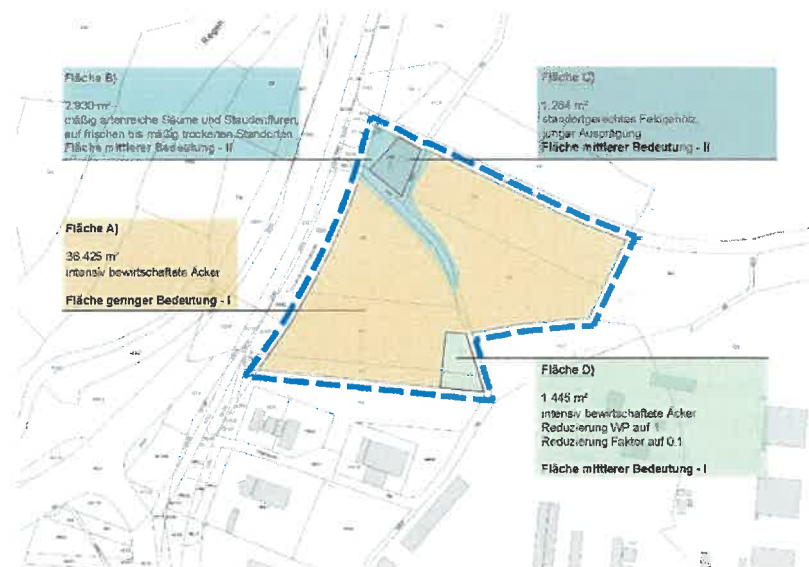 Regen
Fläche B)
2.930 m²
mäßig artenreiche Säume und Staudenfluren,
auf frischen bis mäßig trockenen Standorten
Fläche mittlerer Bedeutung - II
Fläche C)
1.264 m²
standortgerechtes Feldgehölz,
junger Ausprägung
Fläche mittlerer Bedeutung - II
Fläche A)
36.425 m²
intensiv bewirtschaftete Äcker
Fläche geringer Bedeutung - I
Fläche D)
1.445 m²
intensiv bewirtschaftete Äcker
Reduzierung WP auf 1
Reduzierung Faktor auf 0.1
Fläche mittlerer Bedeutung - I